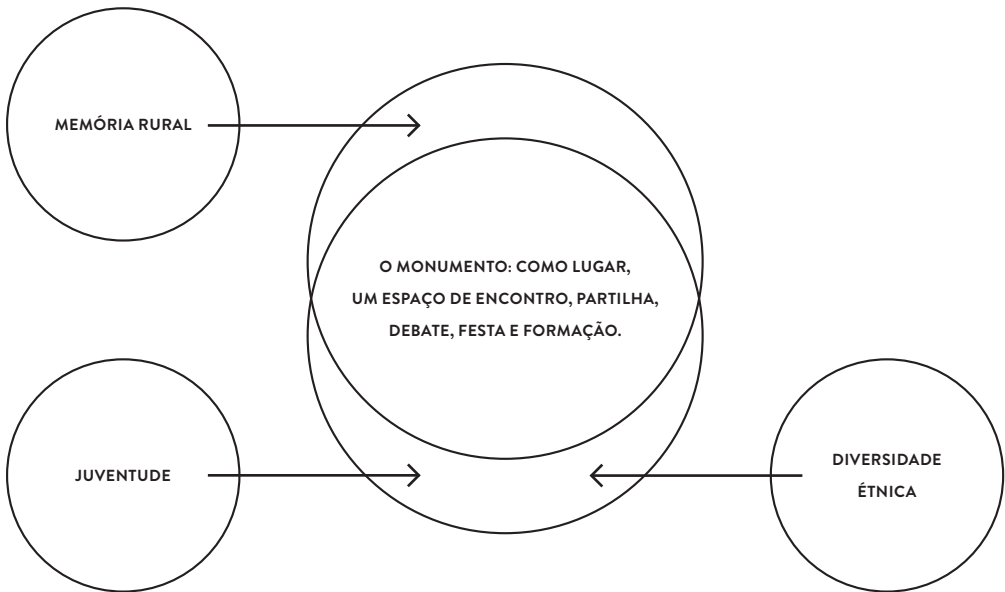 MEMÓRIA RURAL
O MONUMENTO: COMO LUGAR,
UM ESPAÇO DE ENCONTRO, PARTILHA,
DEBATE, FESTA E FORMAÇÃO.
JUVENTUDE
DIVERSIDADE
ÉTNICA